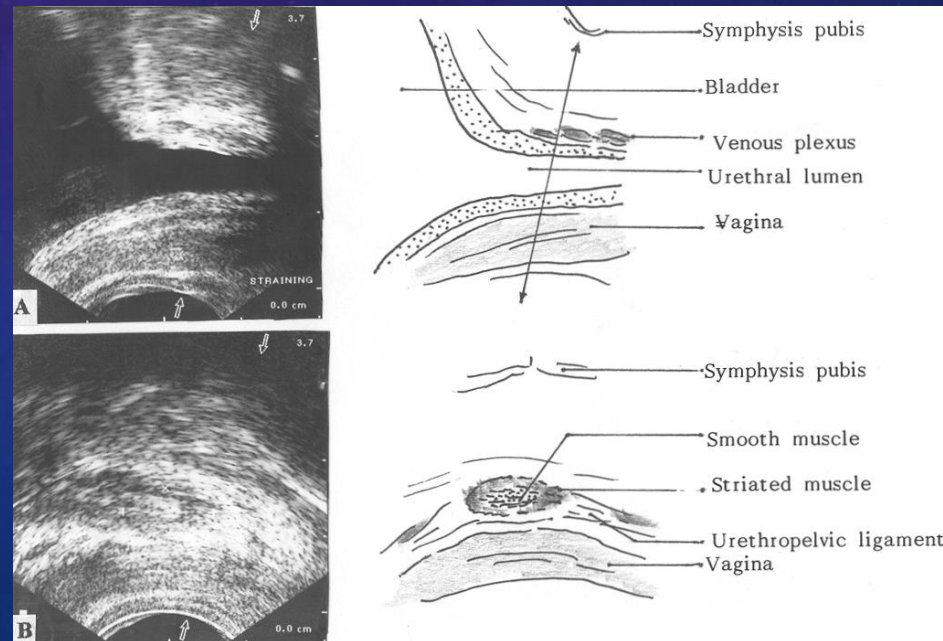 3.7
STRAINING
0.0 cm
A
Symphysis pubis
Bladder
Venous plexus
Urethral lumen
Vagina
3.7
0.0 cm
B
Symphysis pubis
Smooth muscle
Striated muscle
Urethropelvic ligament
Vagina